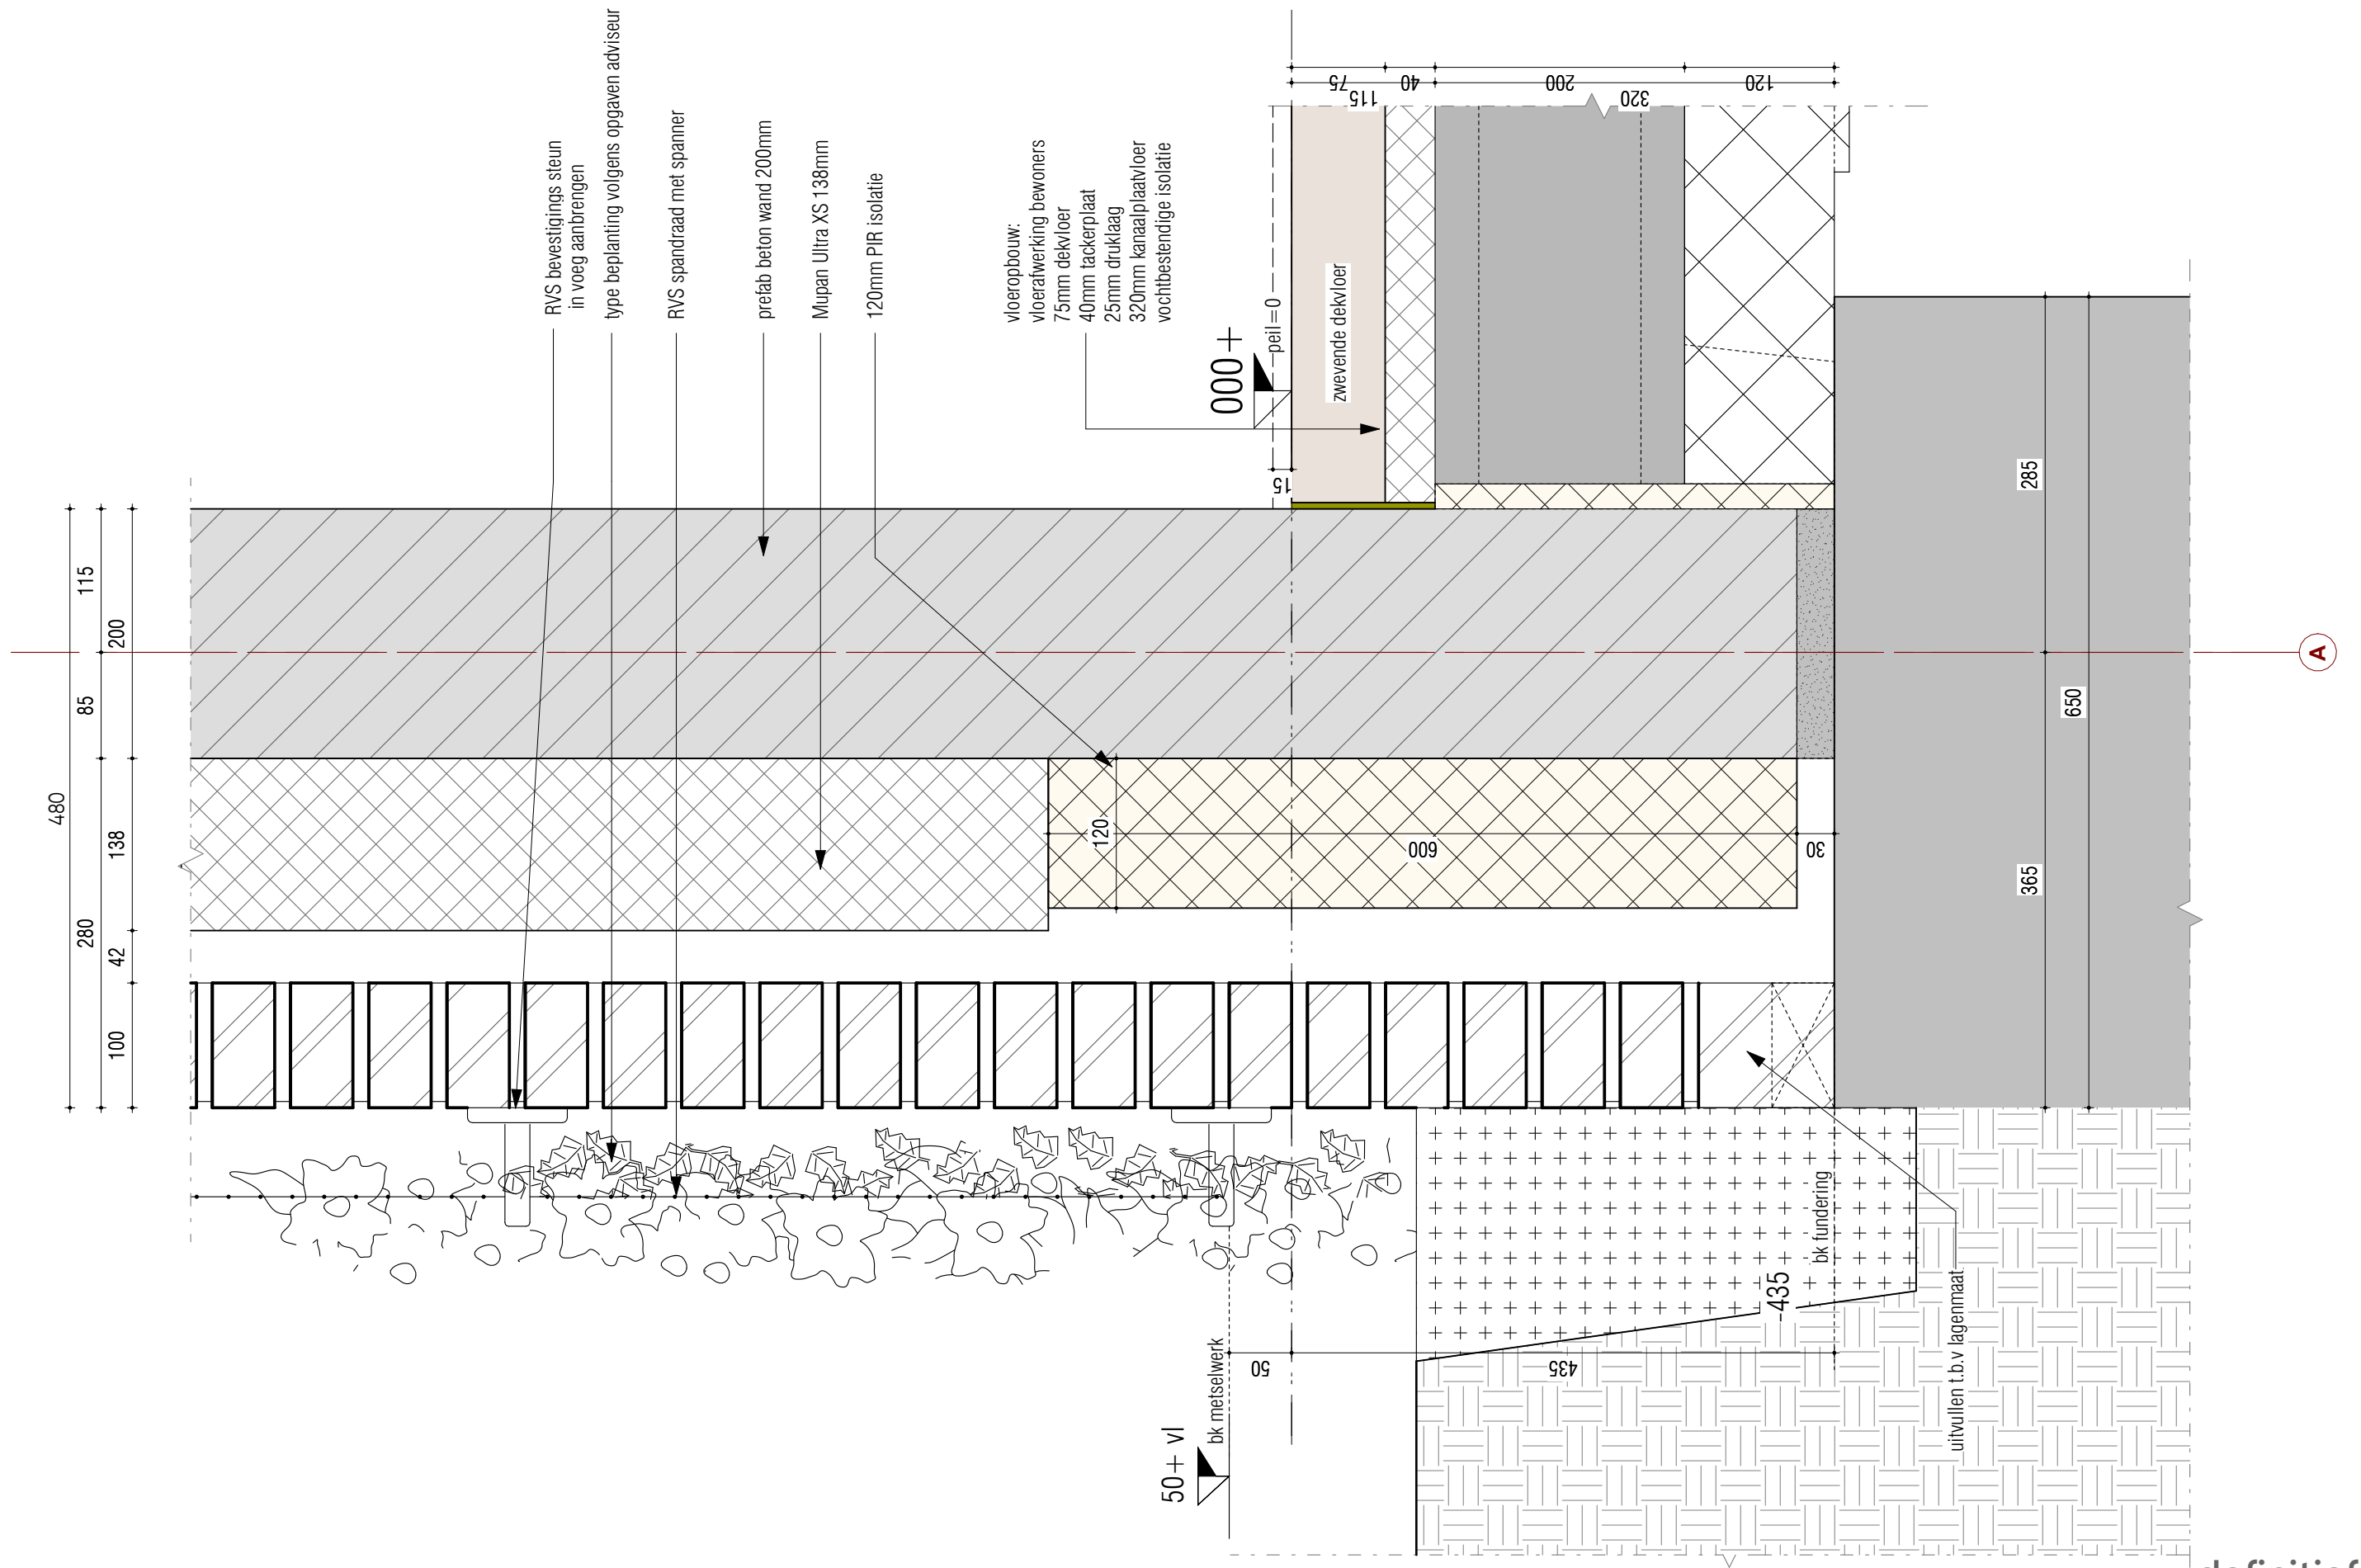 RVS bevestigings steun
in voeg aanbrengen
type beplanting volgens opgaven adviseur
RVS spandraad met spanner
prefab beton wand 200mm
Mupan Ultra XS 138mm
120mm PIR isolatie
vloeropbouw:
vloerafwerking bewoners
75mm dekvloer
40mm tackerplaat
25mm druklaag
320mm kanaalplaatvloer
vochtbestendige isolatie
000+
peil=0
15
zwevende dekvloer
75
40
200
120
115
320
480
115
85
280
200
138
42
100
120
600
30
285
365
650
A
bk fundering
-435
uitvullen t.b.v lagenmaat
50
435
bk metselwerk
50+ vl
definitief